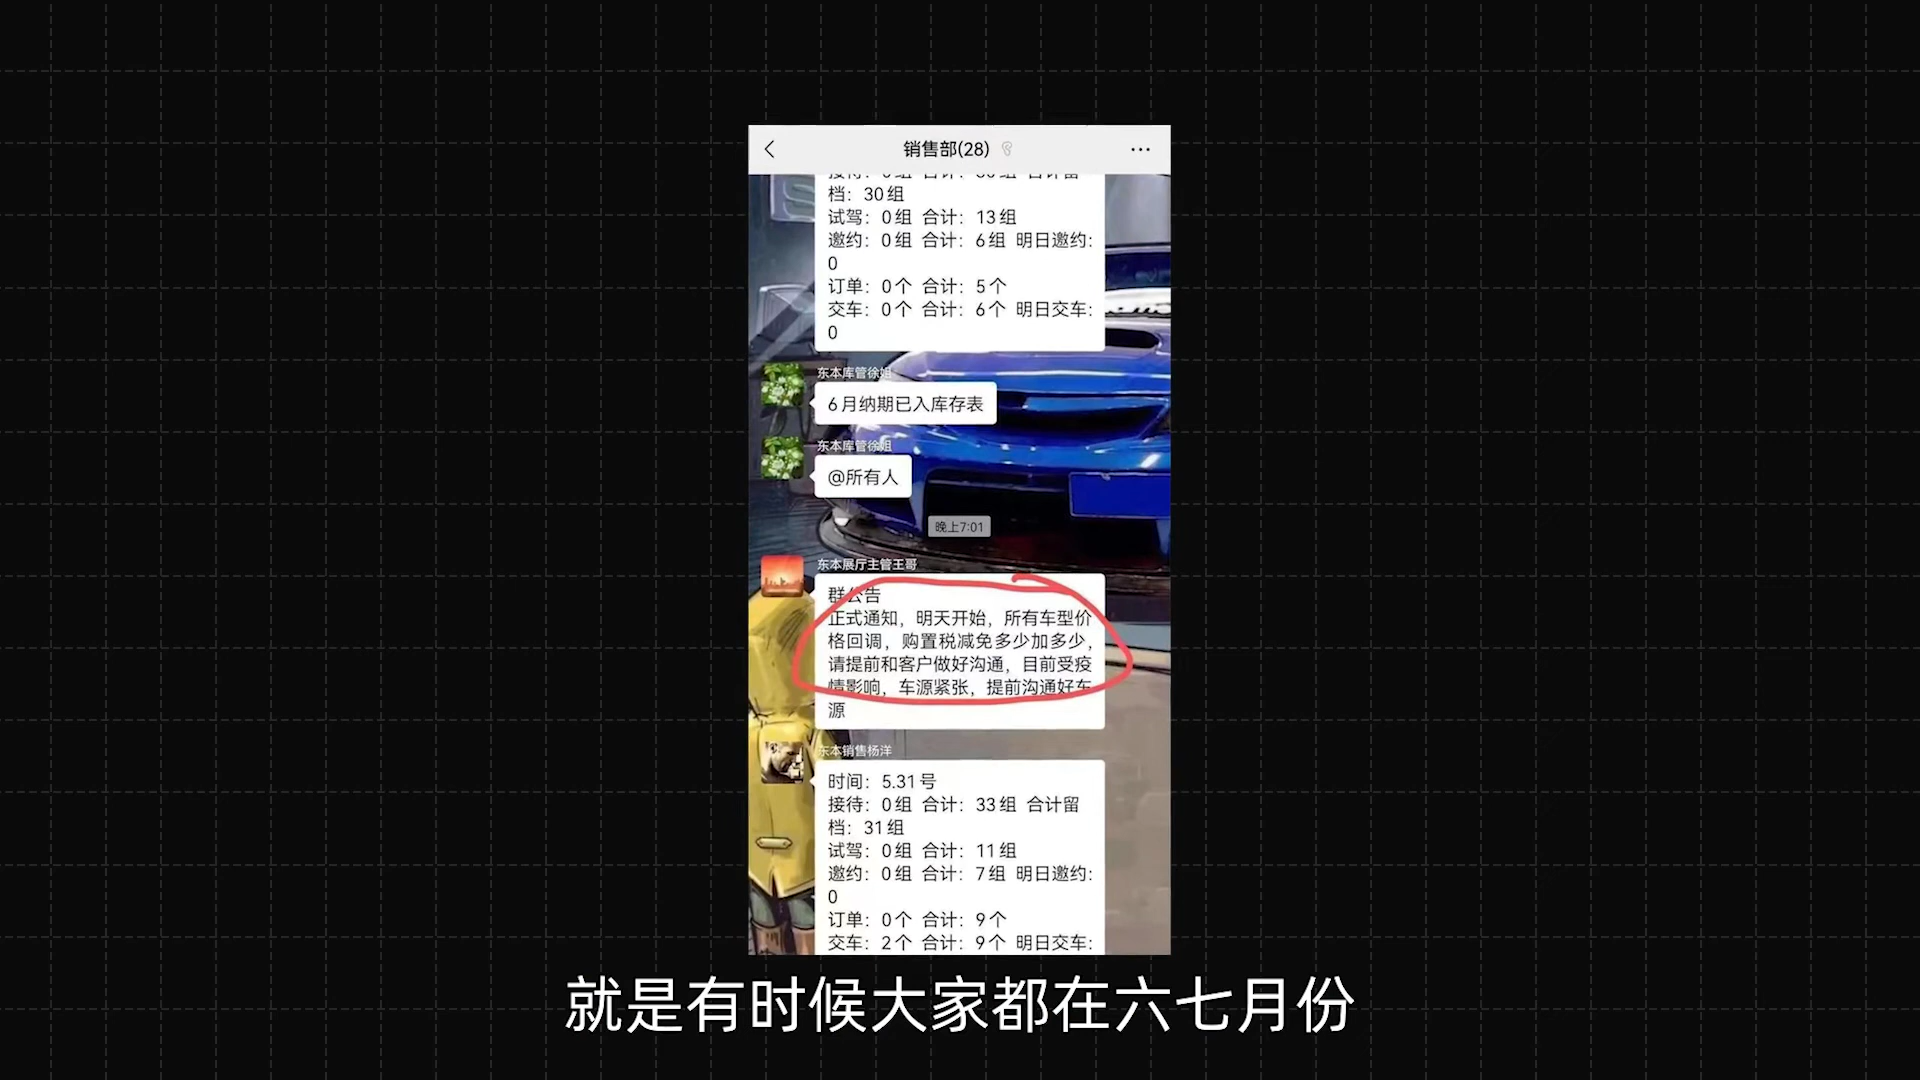 销售部(28)
档：30组
试驾：0组 合计：13组
邀约：0组 合计：6组 明日邀约：
0
订单：0个 合计：5个
交车：0个 合计：6个 明日交车：
0
东本库管徐姐
6月纳期已入库存表
东本库管徐姐
@所有人
晚上7:01
东本展厅主管王哥
群公告
正式通知，明天开始，所有车型价
格回调，购置税减免多少加多少，
请提前和客户做好沟通，目前受疫
情影响，车源紧张，提前沟通好车
源
东本销售杨洋
时间：5.31号
接待：0组 合计：33组 合计留
档：31组
试驾：0组 合计：11组
邀约：0组 合计：7组 明日邀约：
0
订单：0个 合计：9个
交车：2个 合计：9个 明日交车：
就是有时候大家都在六七月份